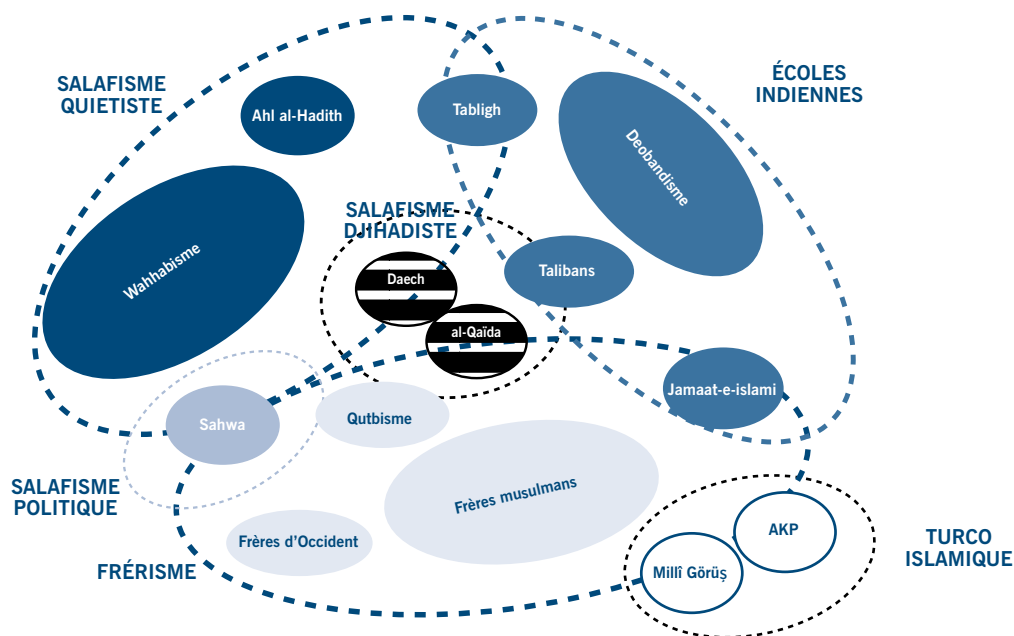 SALAFISME
QUIETISTE
ÉCOLES
INDIENNES
Ahl al-Hadith
Tabligh
Deobandisme
Wahhabisme
SALAFISME
DJIHADISTE
Daech
Talibans
al-Qaïda
Jamaat-e-islami
Sahwa
Qutbisme
SALAFISME
POLITIQUE
Frères musulmans
Frères d’Occident
FRÉRISME
AKP
Millî Görüş
TURCO
ISLAMIQUE